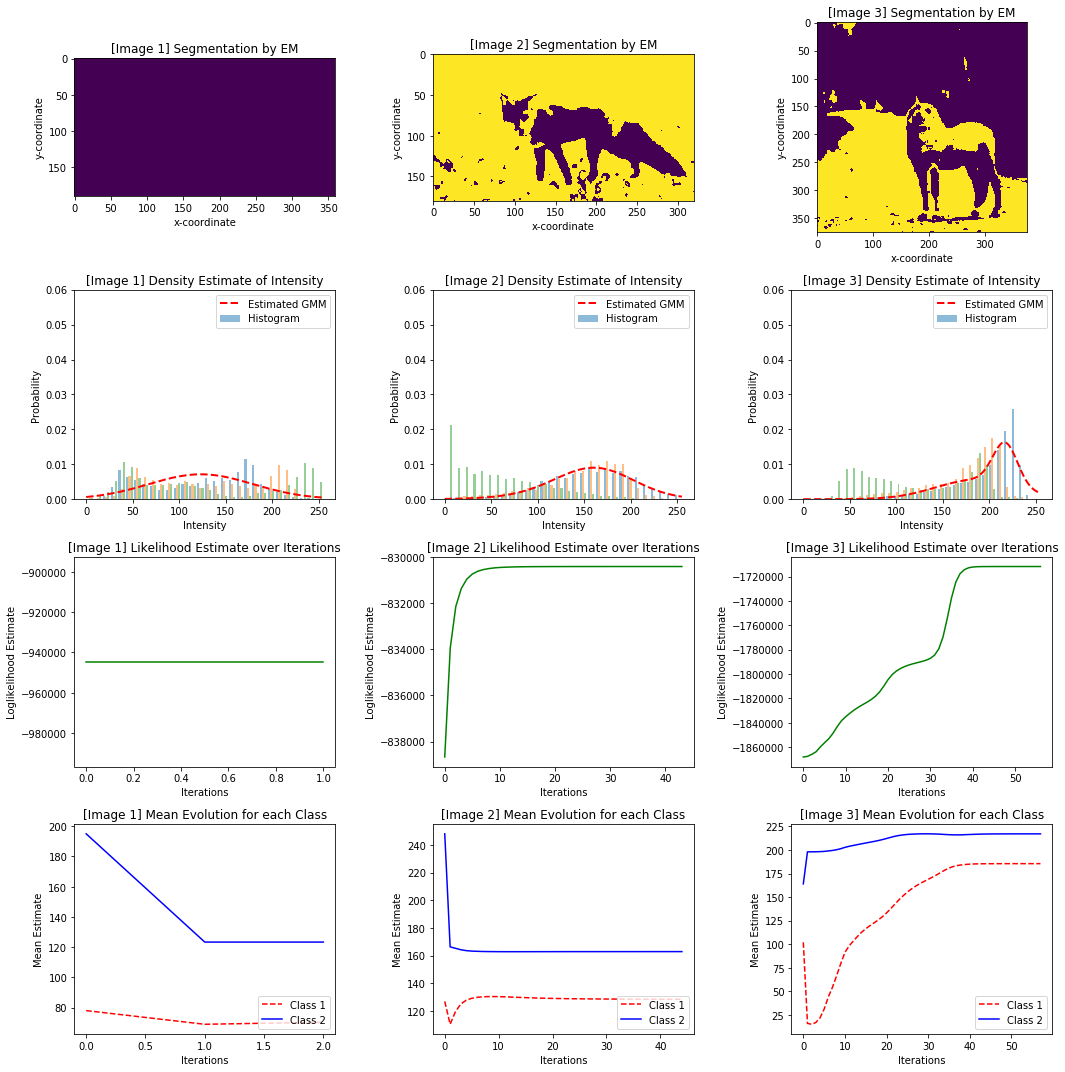 [Image 1] Segmentation by EM
0
50
100
150
y-coordinate
0 50 100 150 200 250 300 350
x-coordinate
[Image 2] Segmentation by EM
0
50
100
150
y-coordinate
0 50 100 150 200 250 300
x-coordinate
[Image 3] Segmentation by EM
0
50
100
150
200
250
300
350
y-coordinate
0 100 200 300
x-coordinate
[Image 1] Density Estimate of Intensity
0.06
0.05
0.04
0.03
0.02
0.01
0.00
Probability
Estimated GMM
Histogram
0 50 100 150 200 250
Intensity
[Image 2] Density Estimate of Intensity
0.06
0.05
0.04
0.03
0.02
0.01
0.00
Probability
Estimated GMM
Histogram
0 50 100 150 200 250
Intensity
[Image 3] Density Estimate of Intensity
0.06
0.05
0.04
0.03
0.02
0.01
0.00
Probability
Estimated GMM
Histogram
0 50 100 150 200 250
Intensity
[Image 1] Likelihood Estimate over Iterations
−900000
−920000
−940000
−960000
−980000
Loglikelihood Estimate
0.0 0.2 0.4 0.6 0.8 1.0
Iterations
[Image 2] Likelihood Estimate over Iterations
−830000
−832000
−834000
−836000
−838000
Loglikelihood Estimate
0 10 20 30 40
Iterations
[Image 3] Likelihood Estimate over Iterations
−1720000
−1740000
−1760000
−1780000
−1800000
−1820000
−1840000
−1860000
Loglikelihood Estimate
0 10 20 30 40 50
Iterations
[Image 1] Mean Evolution for each Class
200
180
160
140
120
100
80
Mean Estimate
Class 1
Class 2
0.0 0.5 1.0 1.5 2.0
Iterations
[Image 2] Mean Evolution for each Class
240
220
200
180
160
140
120
Mean Estimate
Class 1
Class 2
0 10 20 30 40
Iterations
[Image 3] Mean Evolution for each Class
225
200
175
150
125
100
75
50
25
Mean Estimate
Class 1
Class 2
0 10 20 30 40 50
Iterations